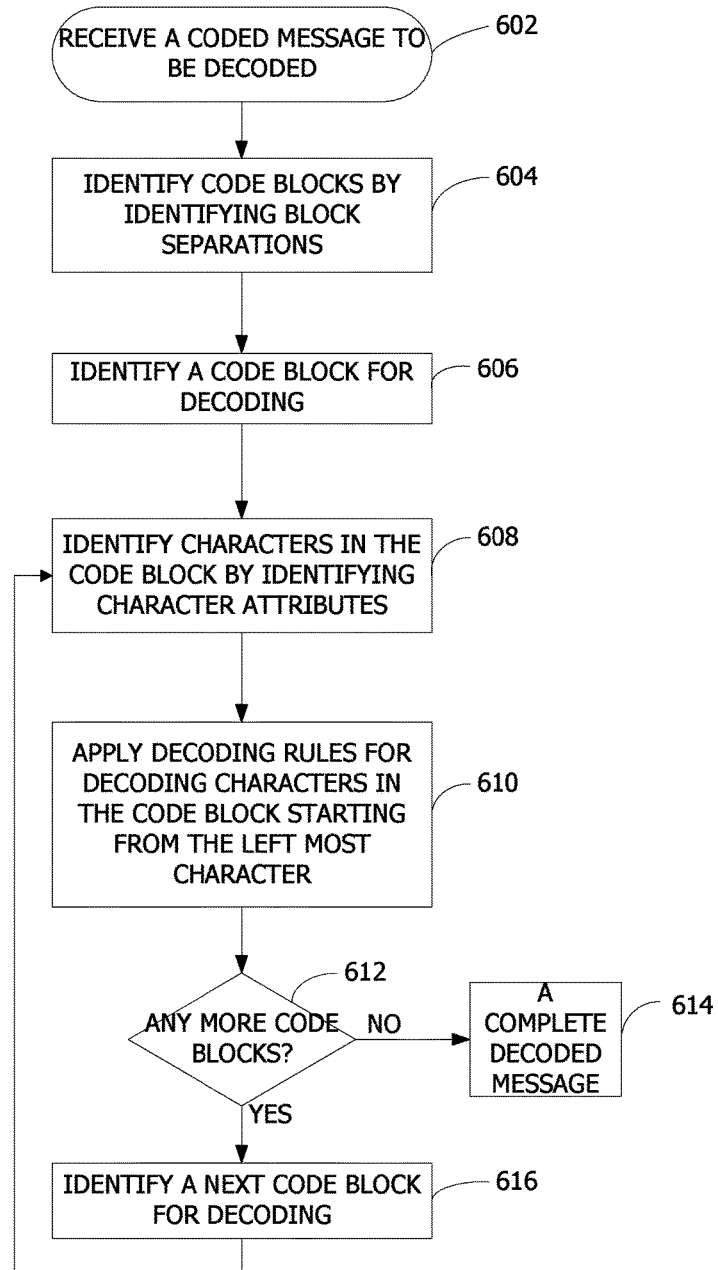 RECEIVE A CODED MESSAGE TO
BE DECODED
602
IDENTIFY CODE BLOCKS BY
IDENTIFYING BLOCK
SEPARATIONS
604
IDENTIFY A CODE BLOCK FOR
DECODING
606
IDENTIFY CHARACTERS IN THE
CODE BLOCK BY IDENTIFYING
CHARACTER ATTRIBUTES
608
APPLY DECODING RULES FOR
DECODING CHARACTERS IN
THE CODE BLOCK STARTING
FROM THE LEFT MOST
CHARACTER
610
ANY MORE CODE
BLOCKS?
612
NO
A
COMPLETE
DECODED
MESSAGE
614
YES
IDENTIFY A NEXT CODE BLOCK
FOR DECODING
616